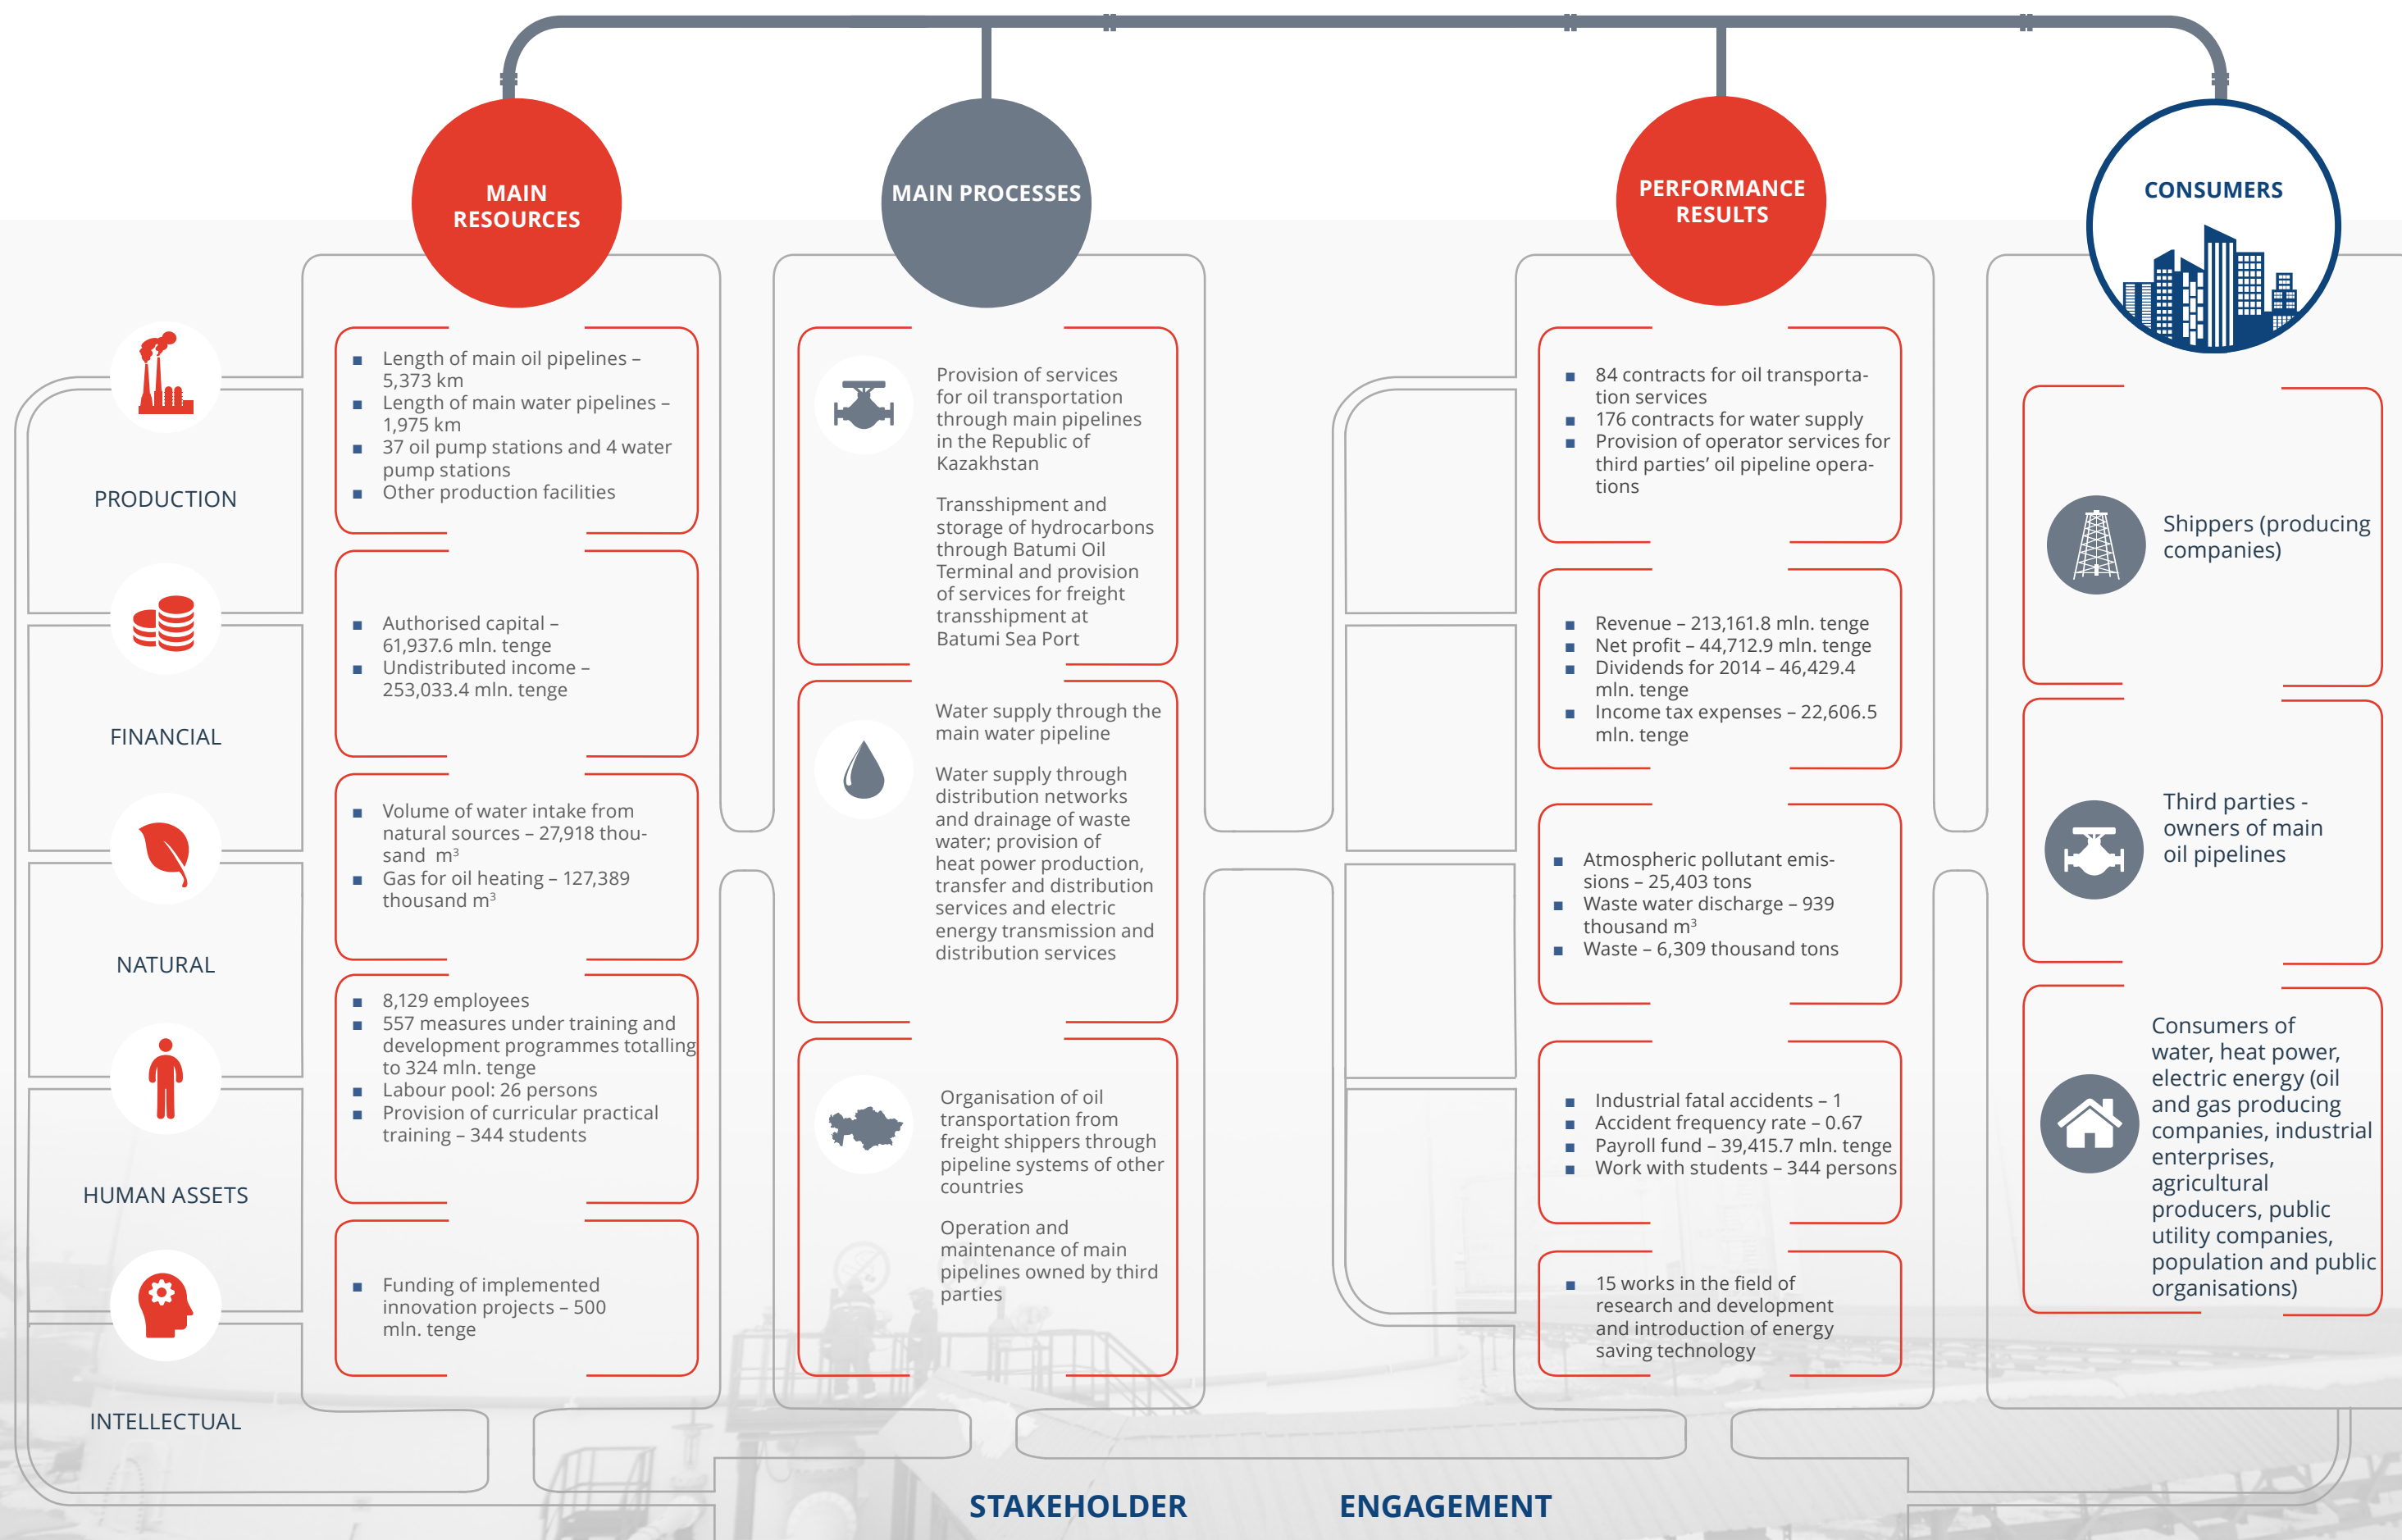 MAIN
RESOURCES
MAIN PROCESSES
PERFORMANCE
RESULTS
CONSUMERS
PRODUCTION
FINANCIAL
NATURAL
HUMAN ASSETS
INTELLECTUAL
■ Length of main oil pipelines –
5,373 km
■ Length of main water pipelines –
1,975 km
■ 37 oil pump stations and 4 water
pump stations
■ Other production facilities
■ Authorised capital –
61,937.6 mln. tenge
■ Undistributed income –
253,033.4 mln. tenge
■ Volume of water intake from
natural sources – 27,918 thou-
sand m³
■ Gas for oil heating – 127,389
thousand m³
■ 8,129 employees
■ 557 measures under training and
development programmes totalling
to 324 mln. tenge
■ Labour pool: 26 persons
■ Provision of curricular practical
training – 344 students
■ Funding of implemented
innovation projects – 500
mln. tenge
Provision of services
for oil transportation
through main pipelines
in the Republic of
Kazakhstan
Transshipment and
storage of hydrocarbons
through Batumi Oil
Terminal and provision
of services for freight
transshipment at
Batumi Sea Port
Water supply through the
main water pipeline
Water supply through
distribution networks
and drainage of waste
water; provision of
heat power production,
transfer and distribution
services and electric
energy transmission and
distribution services
Organisation of oil
transportation from
freight shippers through
pipeline systems of other
countries
Operation and
maintenance of main
pipelines owned by third
parties
■ 84 contracts for oil transporta-
tion services
■ 176 contracts for water supply
■ Provision of operator services for
third parties’ oil pipeline opera-
tions
■ Revenue – 213,161.8 mln. tenge
■ Net profit – 44,712.9 mln. tenge
■ Dividends for 2014 – 46,429.4
mln. tenge
■ Income tax expenses – 22,606.5
mln. tenge
■ Atmospheric pollutant emis-
sions – 25,403 tons
■ Waste water discharge – 939
thousand m³
■ Waste – 6,309 thousand tons
■ Industrial fatal accidents – 1
■ Accident frequency rate – 0.67
■ Payroll fund – 39,415.7 mln. tenge
■ Work with students – 344 persons
■ 15 works in the field of
research and development
and introduction of energy
saving technology
Shippers (producing
companies)
Third parties -
owners of main
oil pipelines
Consumers of
water, heat power,
electric energy (oil
and gas producing
companies, industrial
enterprises,
agricultural
producers, public
utility companies,
population and public
organisations)
STAKEHOLDER ENGAGEMENT